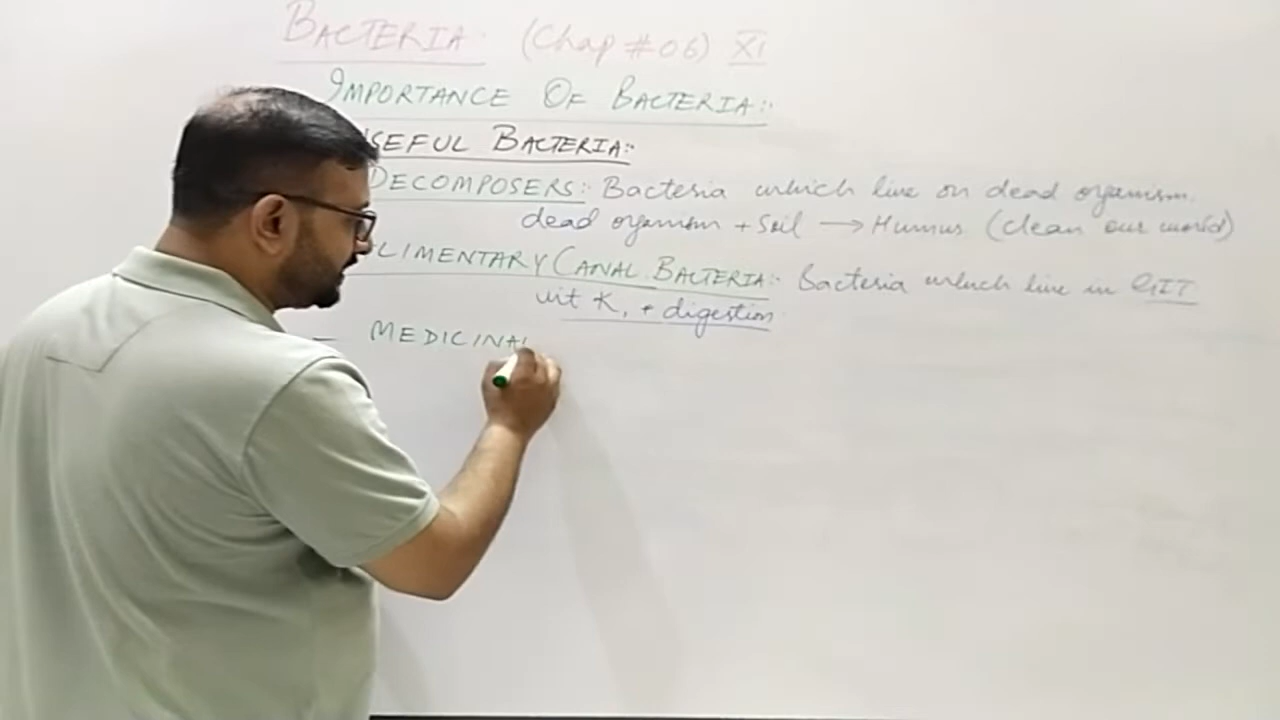 BACTERIA: (Chap # 06) XI
IMPORTANCE OF BACTERIA:
SEFUL BACTERIA:
DECOMPOSERS: Bacteria which live on dead organism.
dead organism + Soil → Humus (clean our world)
LIMENTARY CANAL BACTERIA: Bacteria which live in GIT
vit K, + digestion
— MEDICINAL